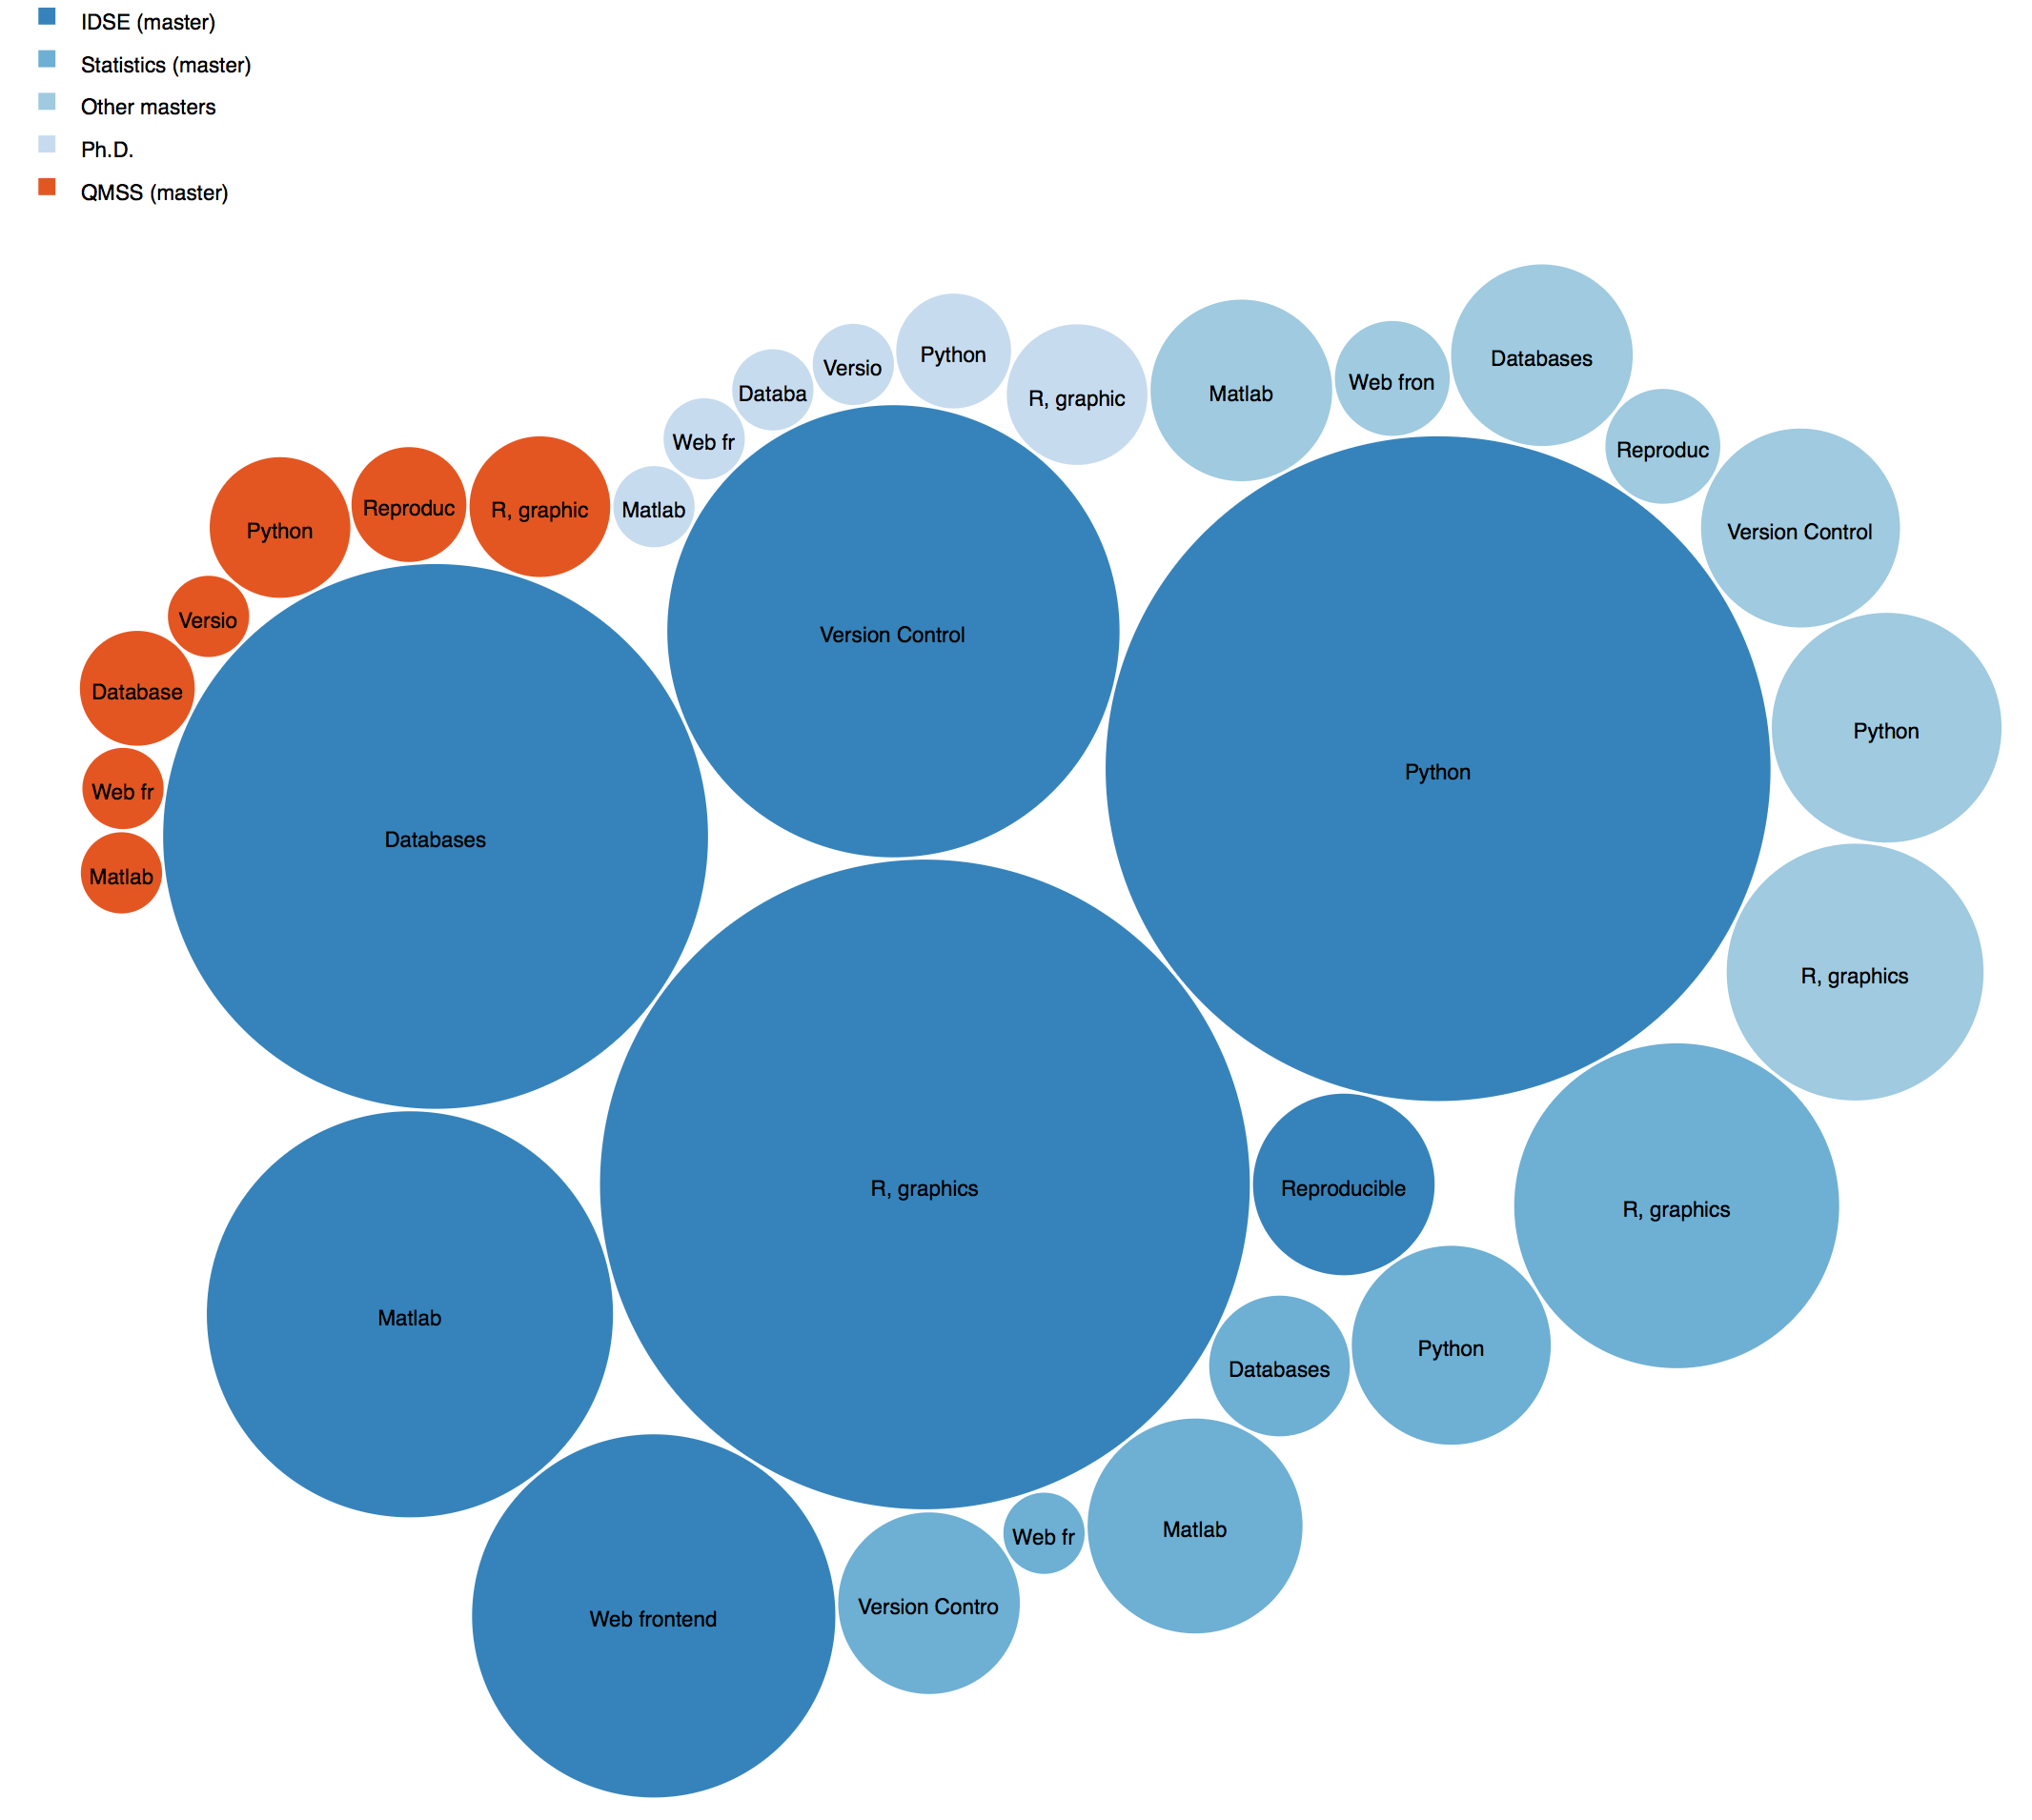 IDSE (master)
Statistics (master)
Other masters
Ph.D.
QMSS (master)
Databases
Python
Web fron
Python
R, graphic
Matlab
Versio
Databa
Web fr
Reproduc
Python
Reproduc
R, graphic
Matlab
Version Control
Versio
Version Control
Database
Python
Python
Web fr
Databases
Matlab
R, graphics
R, graphics
Reproducible
R, graphics
Matlab
Databases
Python
Web fr
Matlab
Version Contro
Web frontend